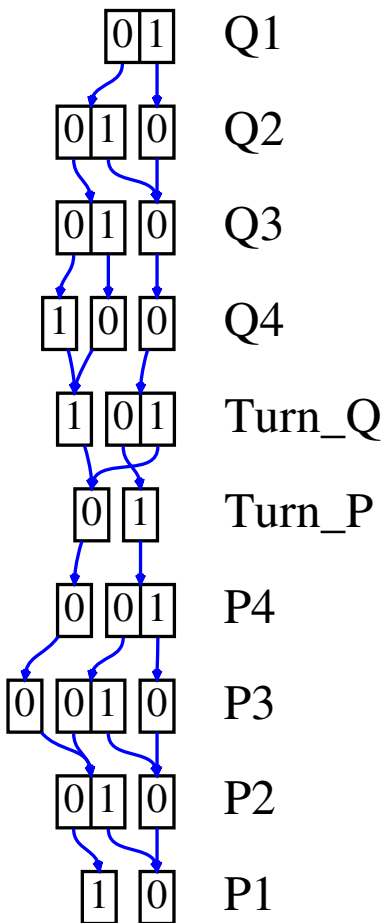 0 1 Q1
0 1 0 Q2
0 1 0 Q3
1 0 0 Q4
1 0 1 Turn_Q
0 1 Turn_P
0 0 1 P4
0 0 1 0 P3
0 1 0 P2
1 0 P1